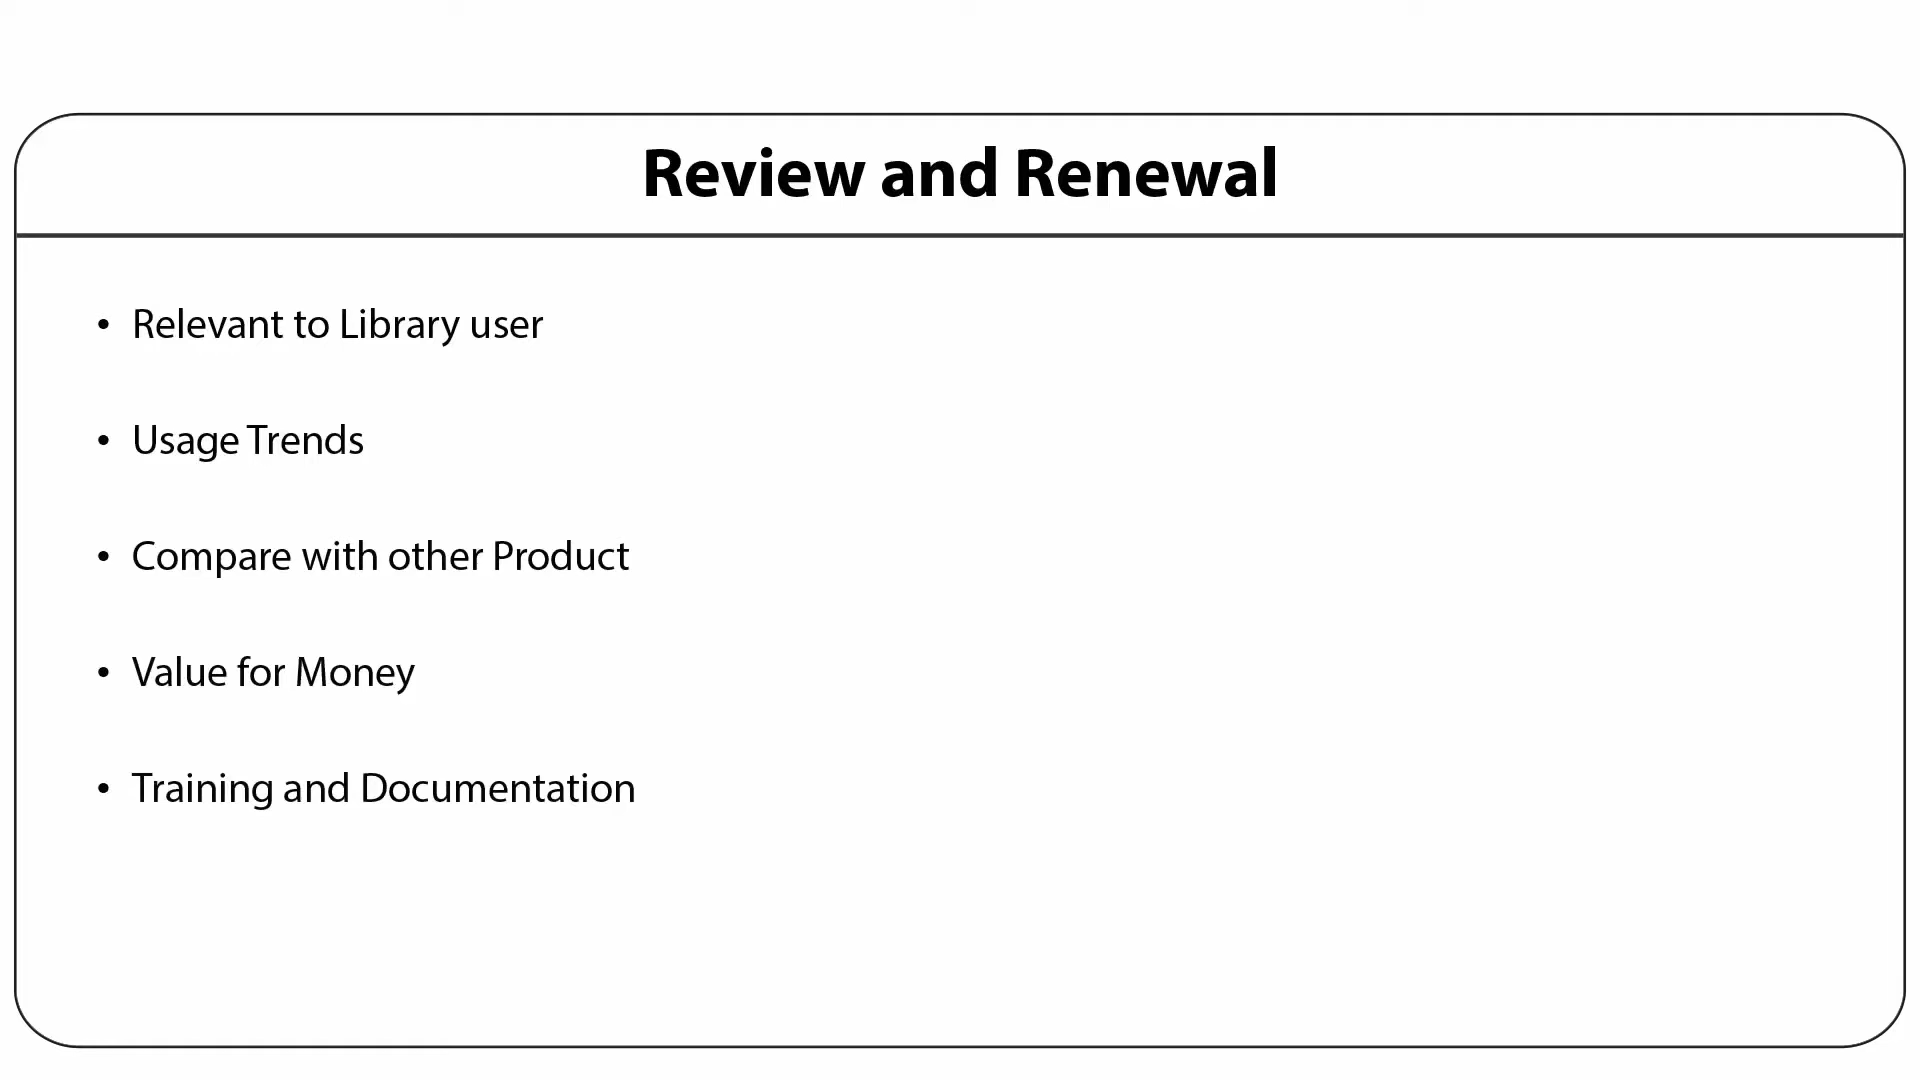 Review and Renewal
• Relevant to Library user
• Usage Trends
• Compare with other Product
• Value for Money
• Training and Documentation